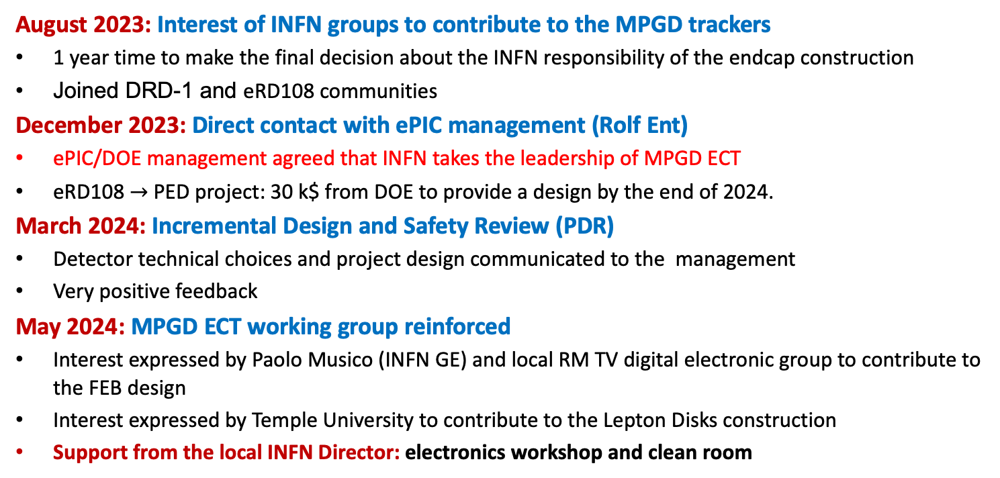 August 2023: Interest of INFN groups to contribute to the MPGD trackers
• 1 year time to make the final decision about the INFN responsibility of the endcap construction
• Joined DRD-1 and eRD108 communities
December 2023: Direct contact with ePIC management (Rolf Ent)
• ePIC/DOE management agreed that INFN takes the leadership of MPGD ECT
• eRD108 → PED project: 30 k$ from DOE to provide a design by the end of 2024.
March 2024: Incremental Design and Safety Review (PDR)
• Detector technical choices and project design communicated to the  management
• Very positive feedback
May 2024: MPGD ECT working group reinforced
• Interest expressed by Paolo Musico (INFN GE) and local RM TV digital electronic group to contribute to
the FEB design
• Interest expressed by Temple University to contribute to the Lepton Disks construction
• Support from the local INFN Director: electronics workshop and clean room